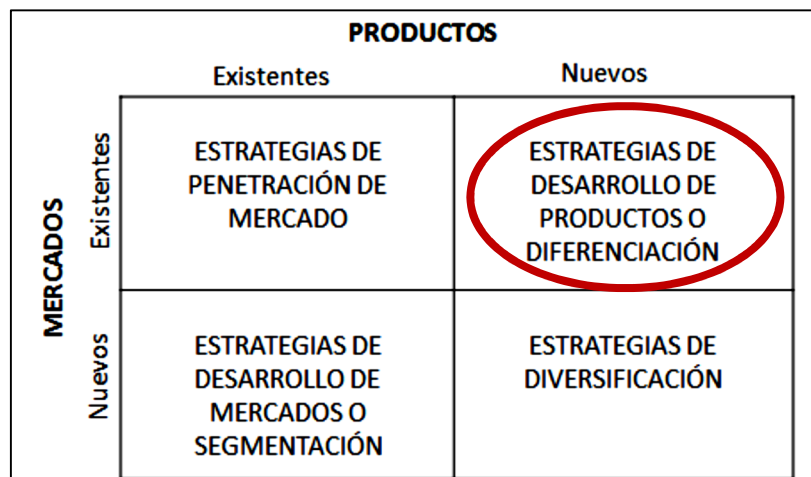 PRODUCTOS
Existentes
Nuevos
MERCADOS
Existentes
ESTRATEGIAS DE
PENETRACIÓN DE
MERCADO
ESTRATEGIAS DE
DESARROLLO DE
PRODUCTOS O
DIFERENCIACIÓN
Nuevos
ESTRATEGIAS DE
DESARROLLO DE
MERCADOS O
SEGMENTACIÓN
ESTRATEGIAS DE
DIVERSIFICACIÓN